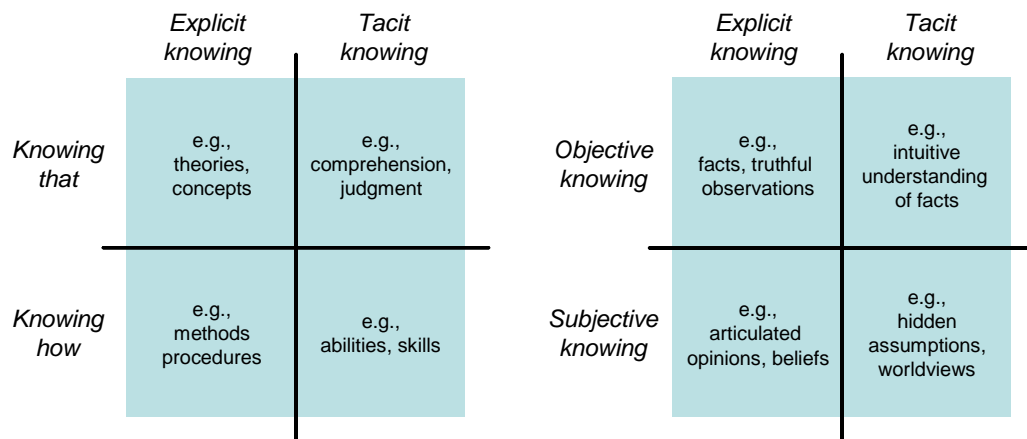 Explicit
knowing
Tacit
knowing
Knowing
that
e.g.,
theories,
concepts
e.g.,
comprehension,
judgment
Knowing
how
e.g.,
methods
procedures
e.g.,
abilities, skills
Explicit
knowing
Tacit
knowing
Objective
knowing
e.g.,
facts, truthful
observations
e.g.,
intuitive
understanding
of facts
Subjective
knowing
e.g.,
articulated
opinions, beliefs
e.g.,
hidden
assumptions,
worldviews